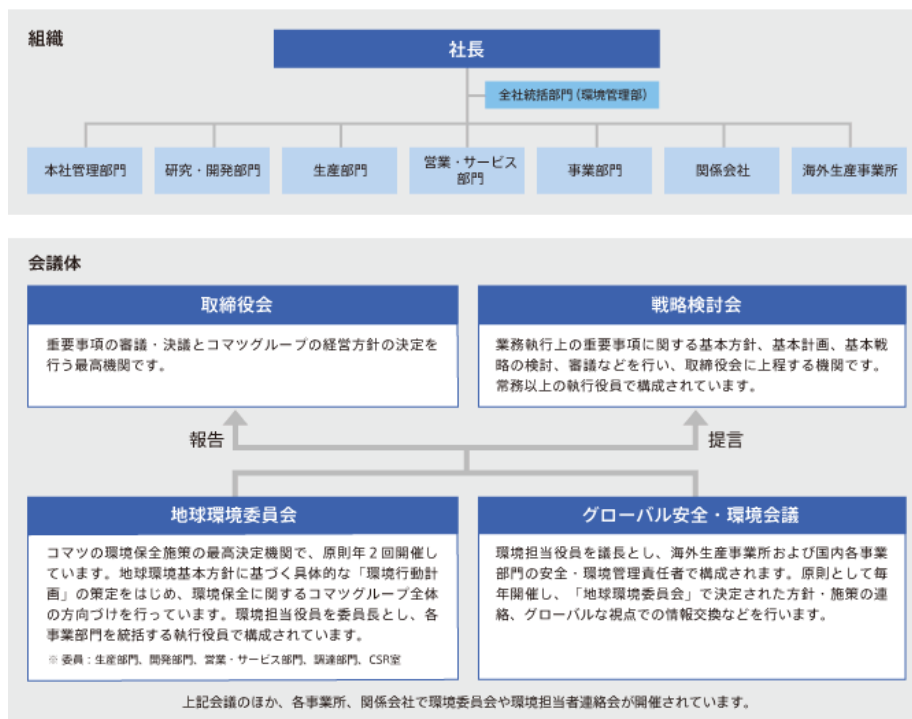 組織
社長
全社統括部門（環境管理部）
本社管理部門
研究・開発部門
生産部門
営業・サービス
部門
事業部門
関係会社
海外生産事業所
会議体
取締役会
重要事項の審議・決議とコマツグループの経営方針の決定を
行う最高機関です。
戦略検討会
業務執行上の重要事項に関する基本方針、基本計画、基本戦
略の検討、審議などを行い、取締役会に上程する機関です。
常務以上の執行役員で構成されています。
報告
提言
地球環境委員会
コマツの環境保全施策の最高決定機関で、原則年２回開催し
ています。地球環境基本方針に基づく具体的な「環境行動計
画」の策定をはじめ、環境保全に関するコマツグループ全体
の方向づけを行っています。環境担当役員を委員長とし、各
事業部門を統括する執行役員で構成されています。
※ 委員：生産部門、開発部門、営業・サービス部門、調達部門、CSR室
グローバル安全・環境会議
環境担当役員を議長とし、海外生産事業所および国内各事業
部門の安全・環境管理責任者で構成されます。原則として毎
年開催し、「地球環境委員会」で決定された方針・施策の連
絡、グローバルな視点での情報交換などを行います。
上記会議のほか、各事業所、関係会社で環境委員会や環境担当者連絡会が開催されています。